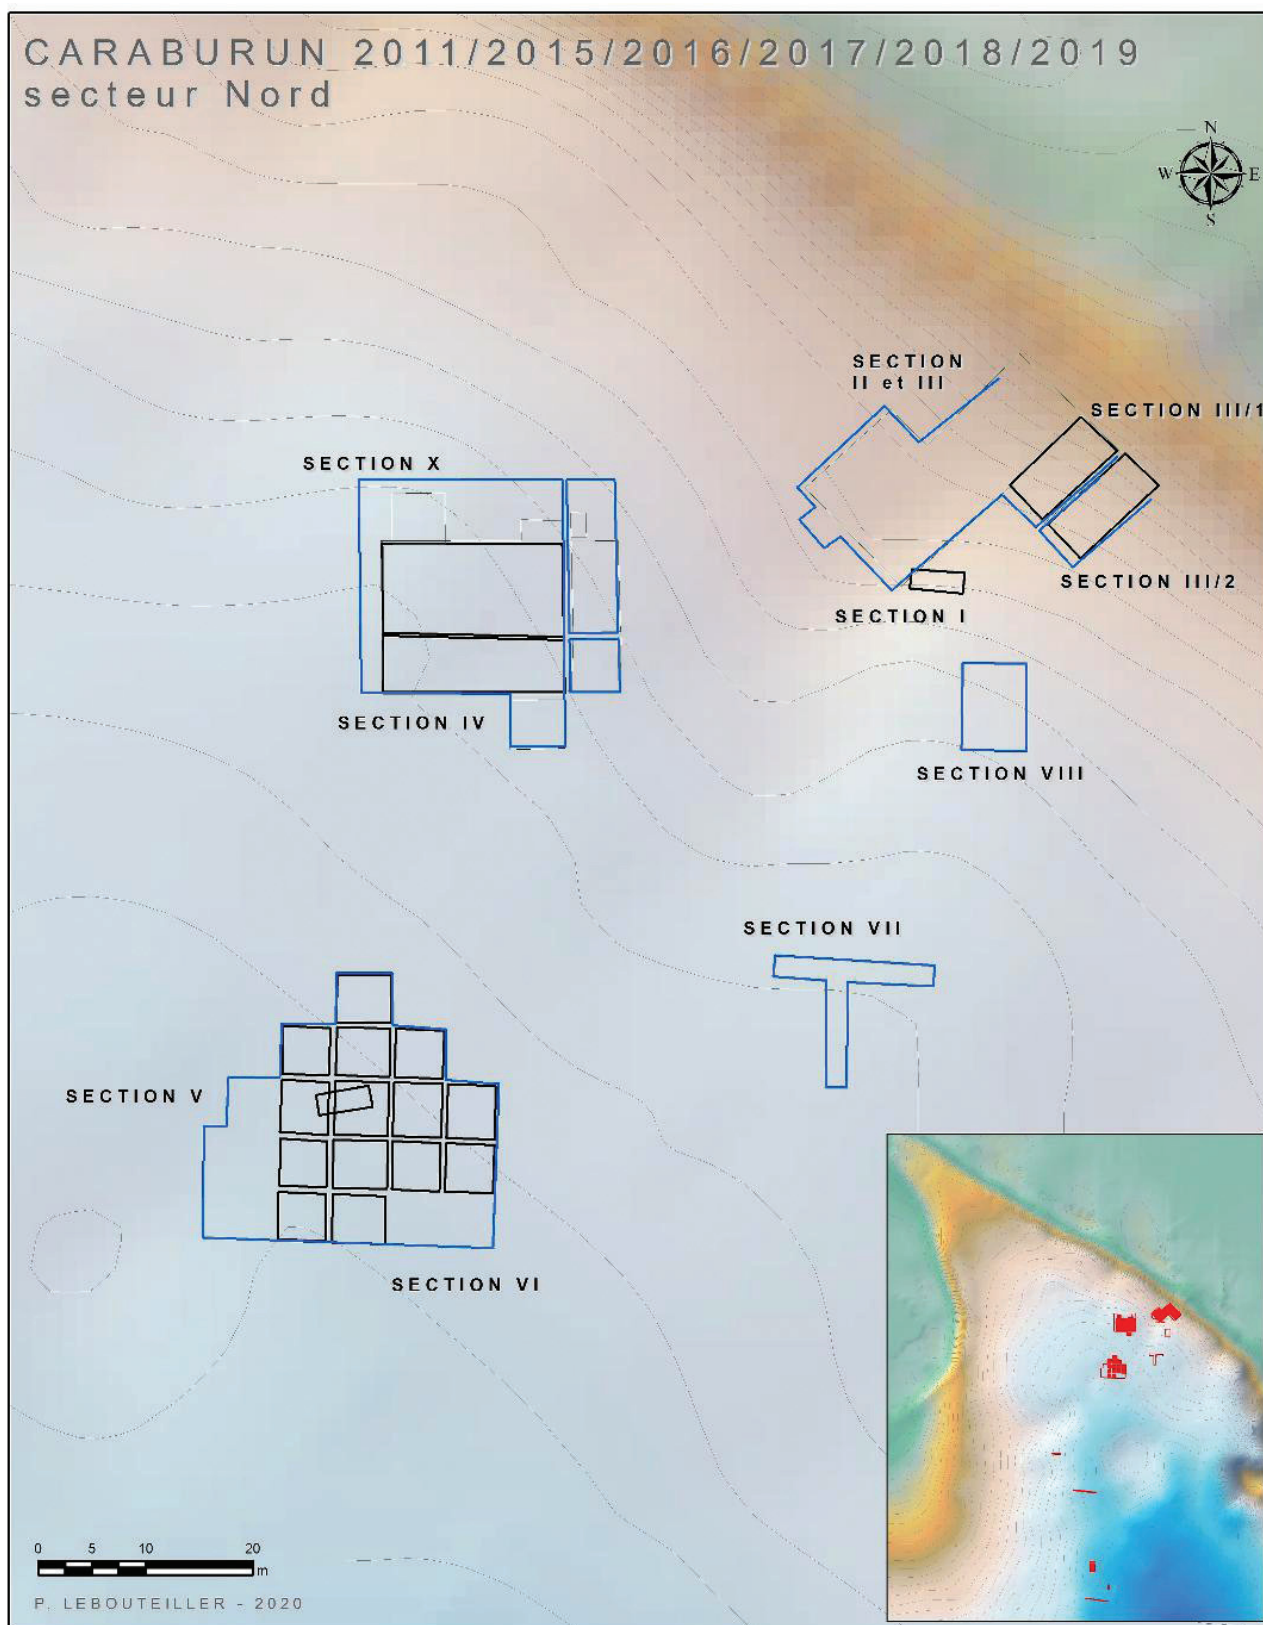 CARABURUN 2011/2015/2016/2017/2018/2019
secteur Nord
N
W E
S
SECTION
II et III
SECTION III/1
SECTION X
SECTION III/2
SECTION I
SECTION IV
SECTION VIII
SECTION VII
SECTION V
SECTION VI
0 5 10 20
m
P. LEBOUTEILLER - 2020